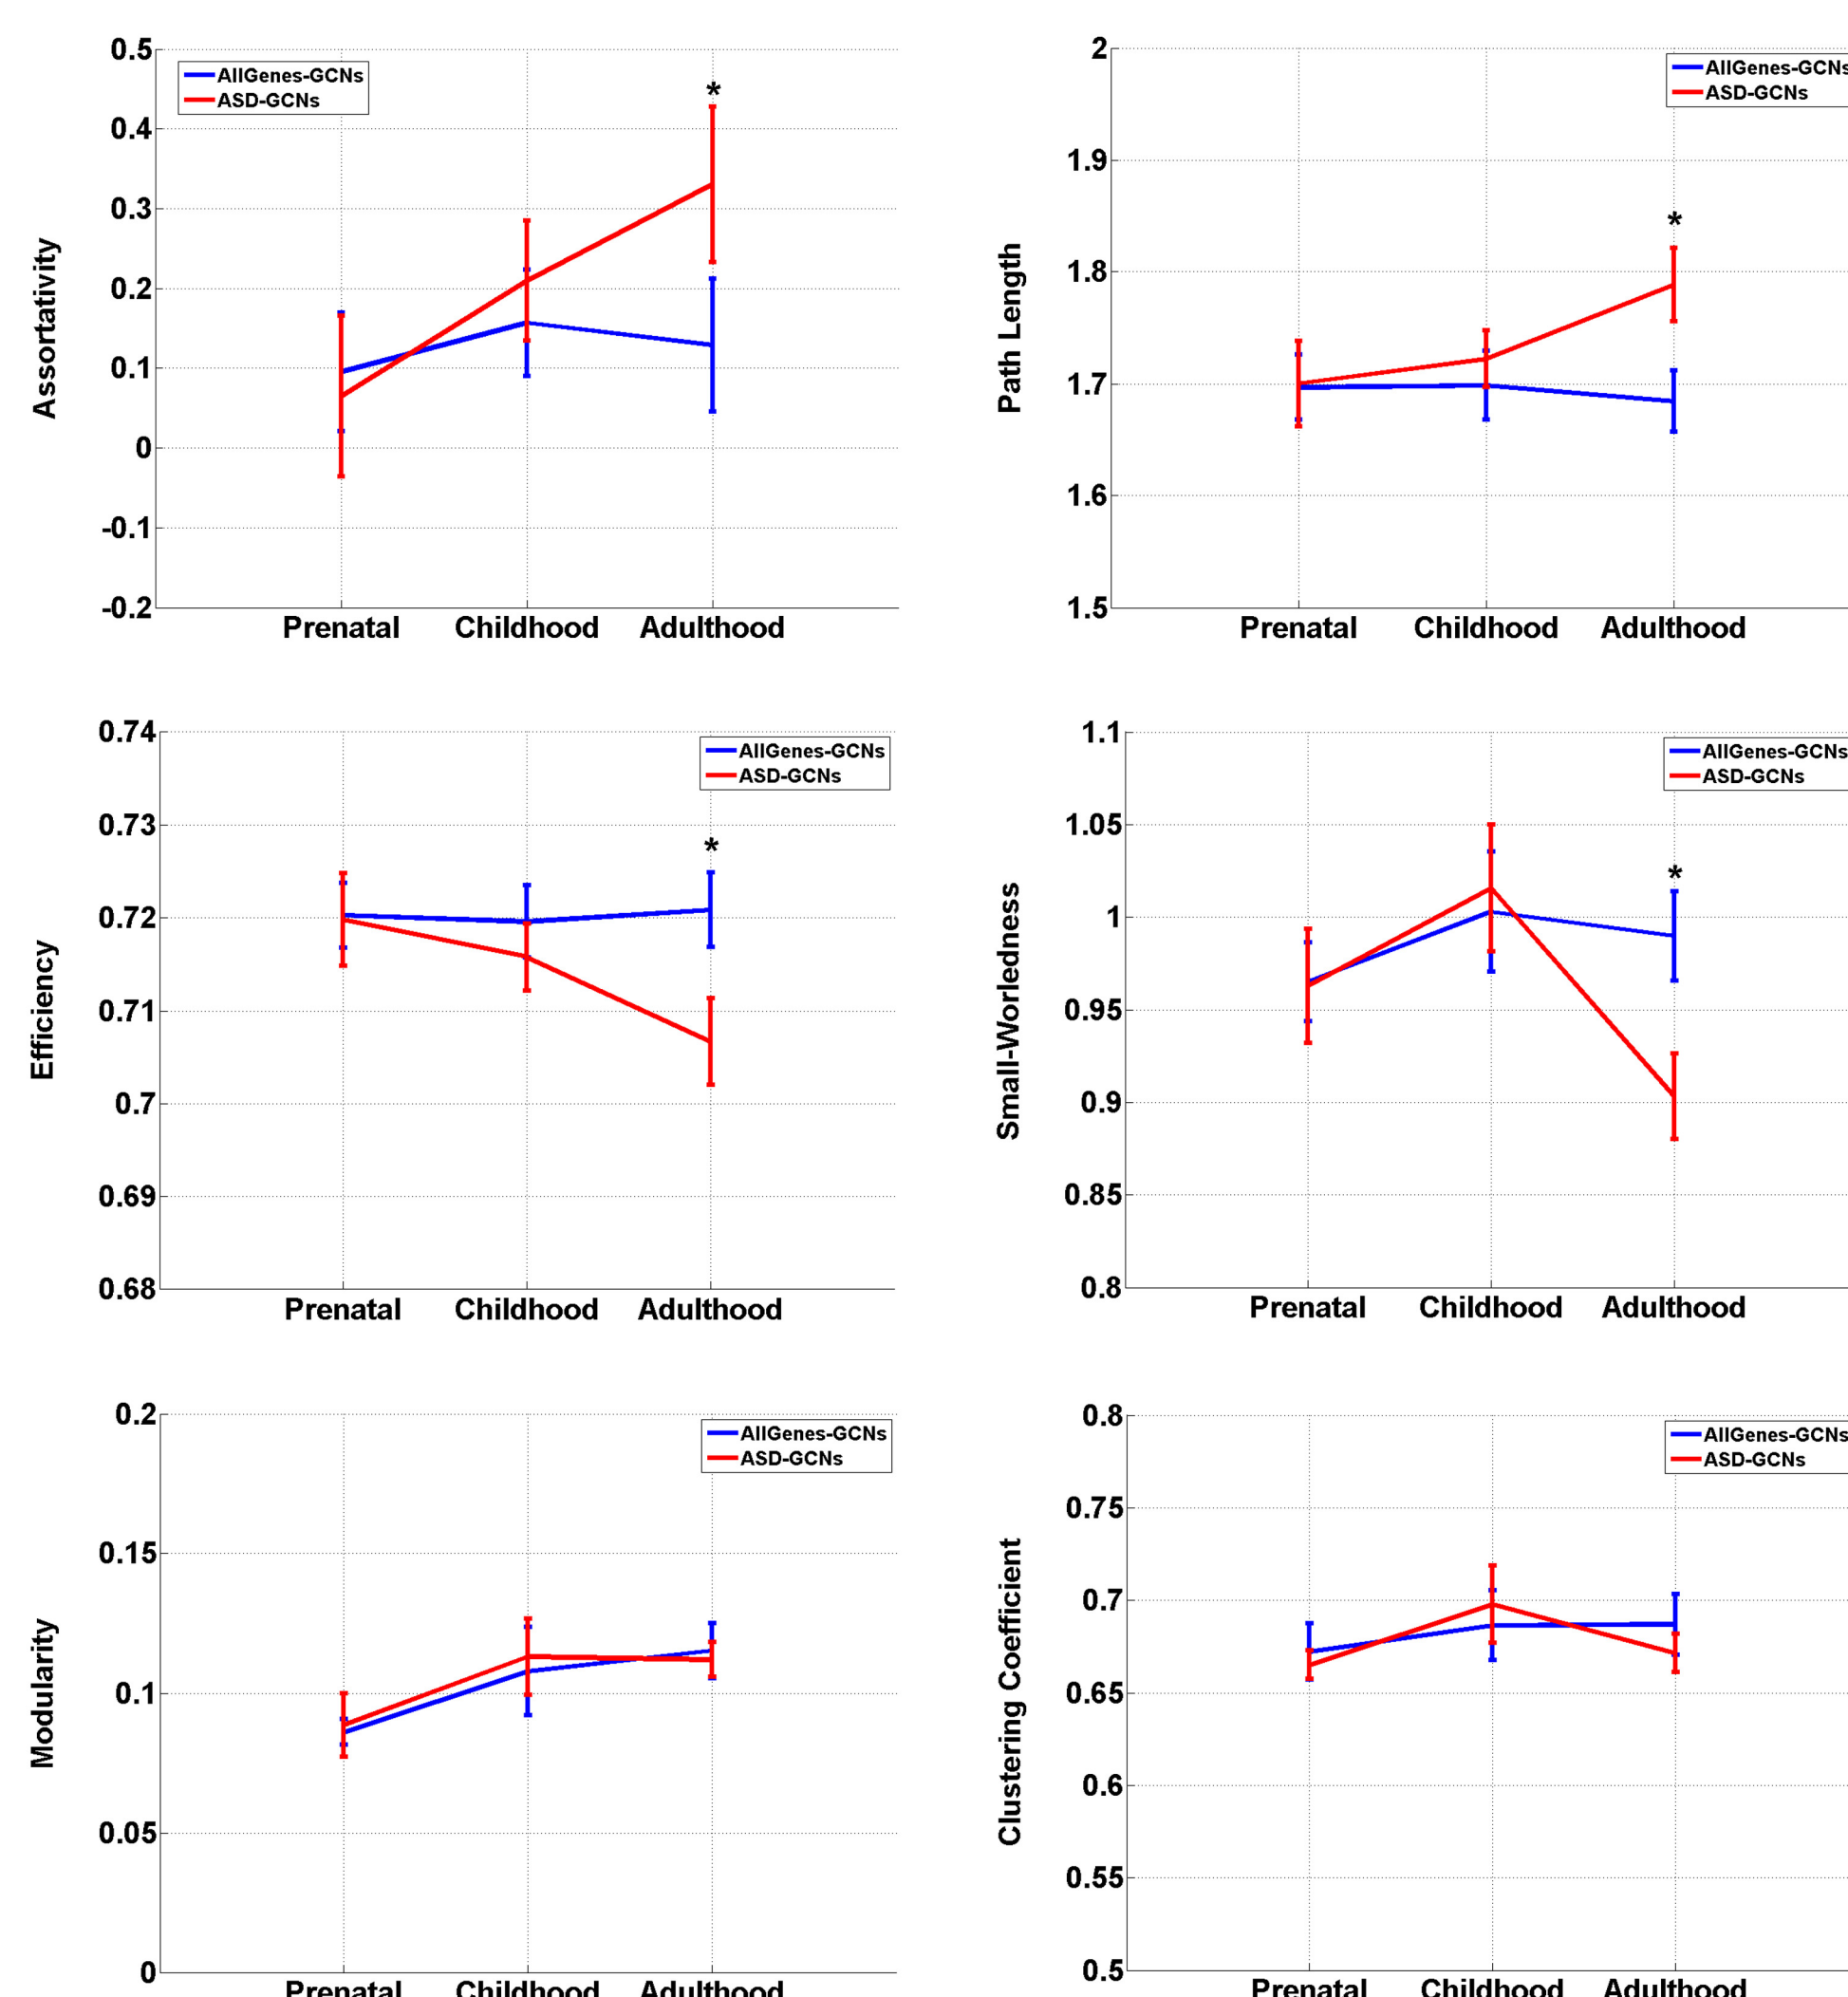 0.5
0.4
0.3
0.2
0.1
0
-0.1
-0.2
Assortativity
AllGenes-GCNs
ASD-GCNs
*
Prenatal Childhood Adulthood
2
1.9
1.8
1.7
1.6
1.5
Path Length
AllGenes-GCNs
ASD-GCNs
*
Prenatal Childhood Adulthood
0.74
0.73
0.72
0.71
0.7
0.69
0.68
Efficiency
AllGenes-GCNs
ASD-GCNs
*
Prenatal Childhood Adulthood
1.1
1.05
1
0.95
0.9
0.85
0.8
Small-Worledness
AllGenes-GCNs
ASD-GCNs
*
Prenatal Childhood Adulthood
0.2
0.15
0.1
0.05
0
Modularity
AllGenes-GCNs
ASD-GCNs
Prenatal Childhood Adulthood
0.8
0.75
0.7
0.65
0.6
0.55
0.5
Clustering Coefficient
AllGenes-GCNs
ASD-GCNs
Prenatal Childhood Adulthood